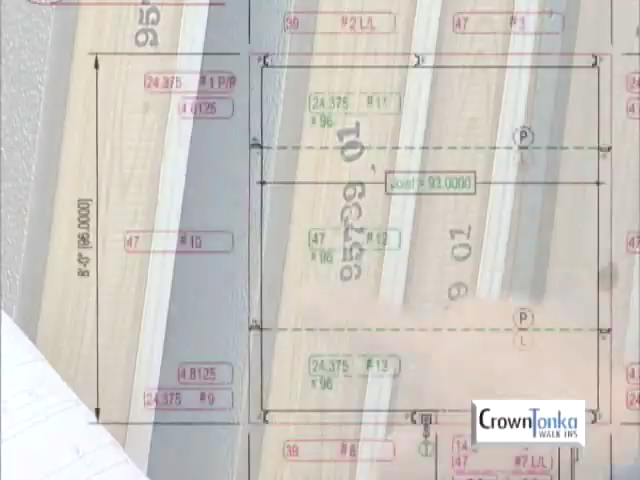 39 #2 L/L
47 #3
24.375 #1 P/R
4.8125
24.375 #11
# 96
95739 01
P
L
Joist = 93.0000
8'-0" [96.0000]
47 #10
47 #12
# 96
9 01
P
L
24.375 #13
# 96
4.8125
24.375 #9
39 #8
47 #7 L/L
CrownTonka
WALK INS